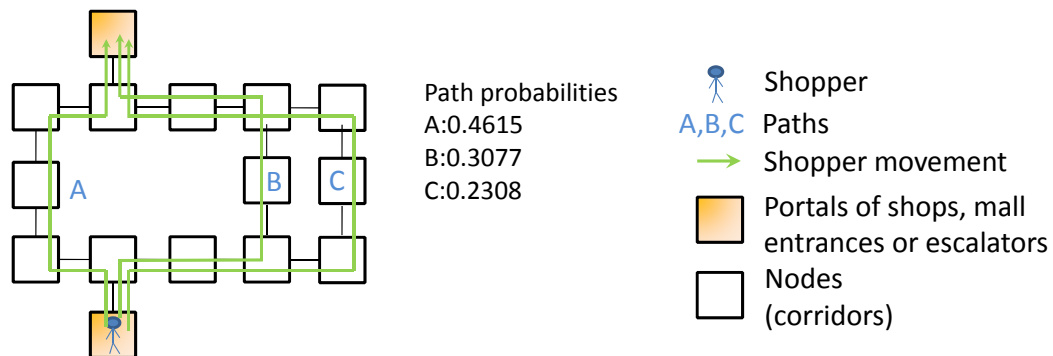 A
B
C
Path probabilities
A:0.4615
B:0.3077
C:0.2308
Shopper
A,B,C Paths
Shopper movement
Portals of shops, mall
entrances or escalators
Nodes
(corridors)